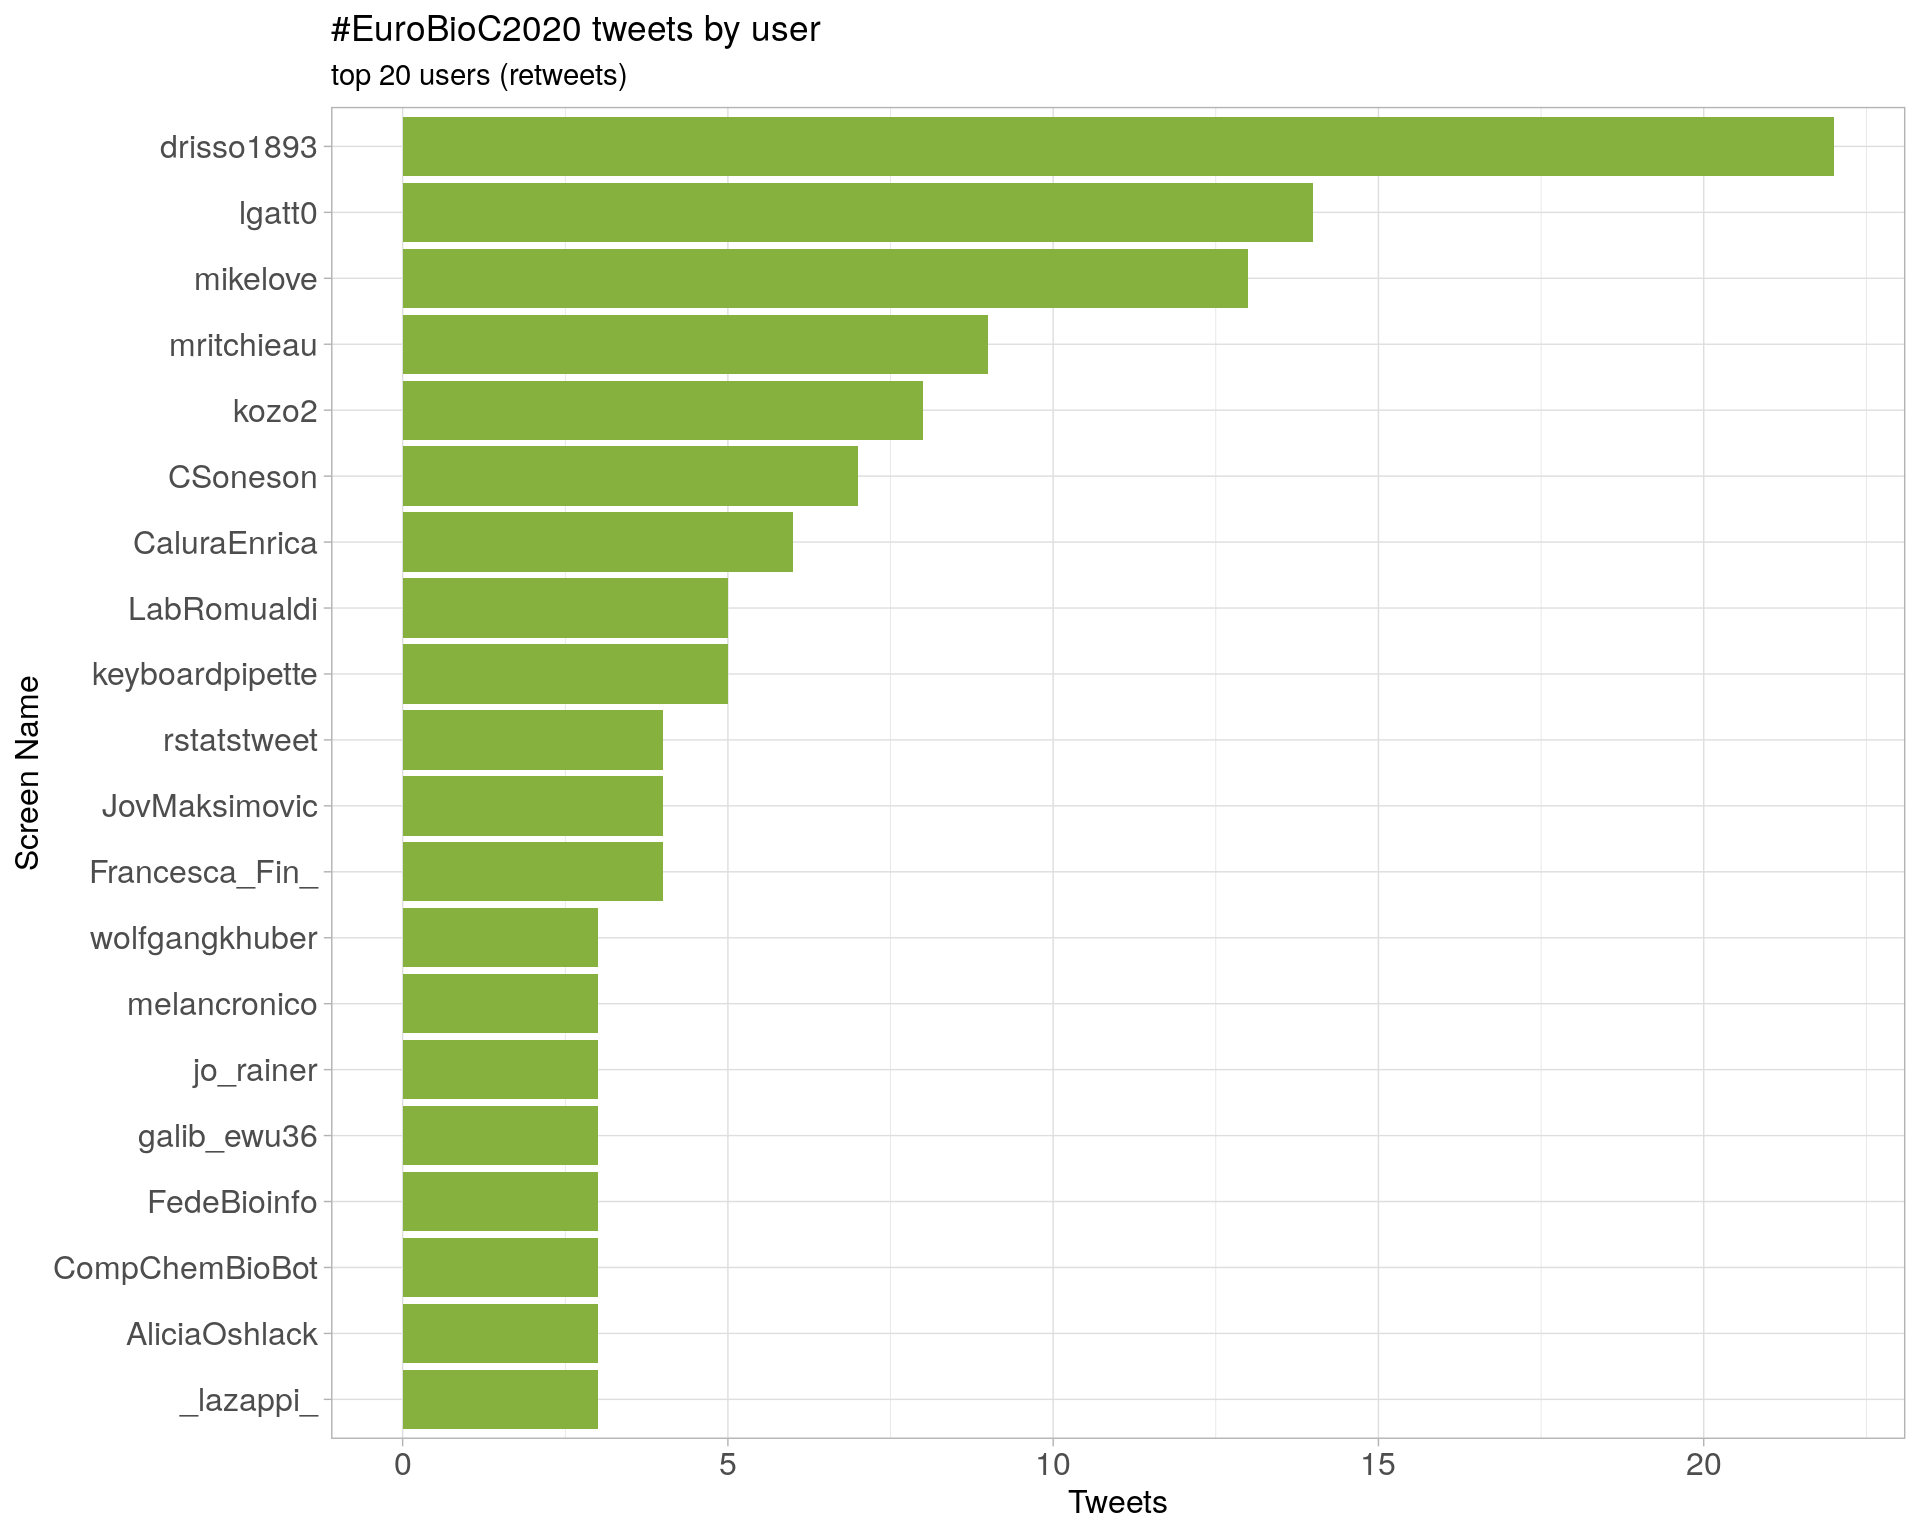 #EuroBioC2020 tweets by user
top 20 users (retweets)
drisso1893
lgatt0
mikelove
mritchieau
kozo2
CSoneson
CaluraEnrica
LabRomualdi
keyboardpipette
rstatstweet
JovMaksimovic
Francesca_Fin_
wolfgangkhuber
melancronico
jo_rainer
galib_ewu36
FedeBioinfo
CompChemBioBot
AliciaOshlack
_lazappi_
Screen Name
0 5 10 15 20
Tweets